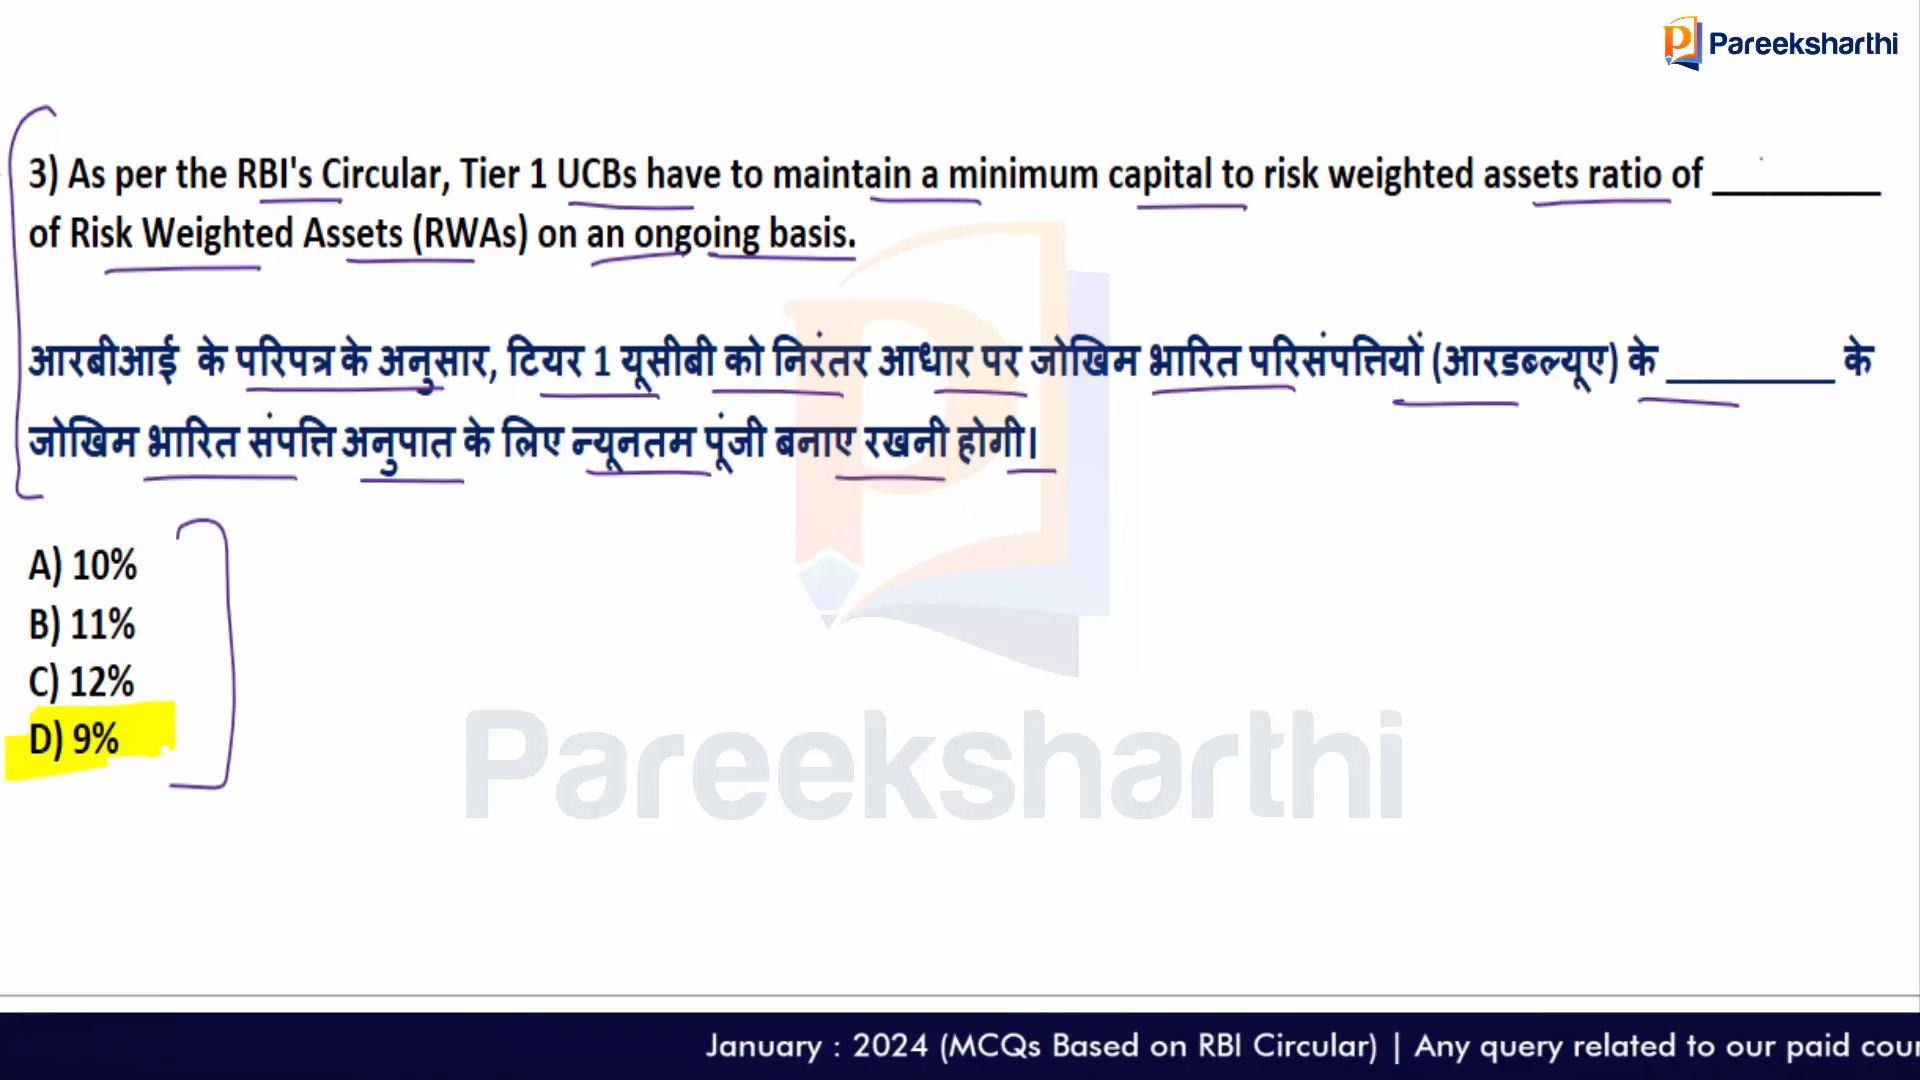 Pareeksharthi
3) As per the RBI's Circular, Tier 1 UCBs have to maintain a minimum capital to risk weighted assets ratio of _________
of Risk Weighted Assets (RWAs) on an ongoing basis.
आरबीआई के परिपत्र के अनुसार, टियर 1 यूसीबी को निरंतर आधार पर जोखिम भारित परिसंपत्तियों (आरडब्ल्यूए) के _________ के
जोखिम भारित संपत्ति अनुपात के लिए न्यूनतम पूंजी बनाए रखनी होगी।
A) 10%
B) 11%
C) 12%
D) 9%
Pareeksharthi
January : 2024 (MCQs Based on RBI Circular) | Any query related to our paid cour